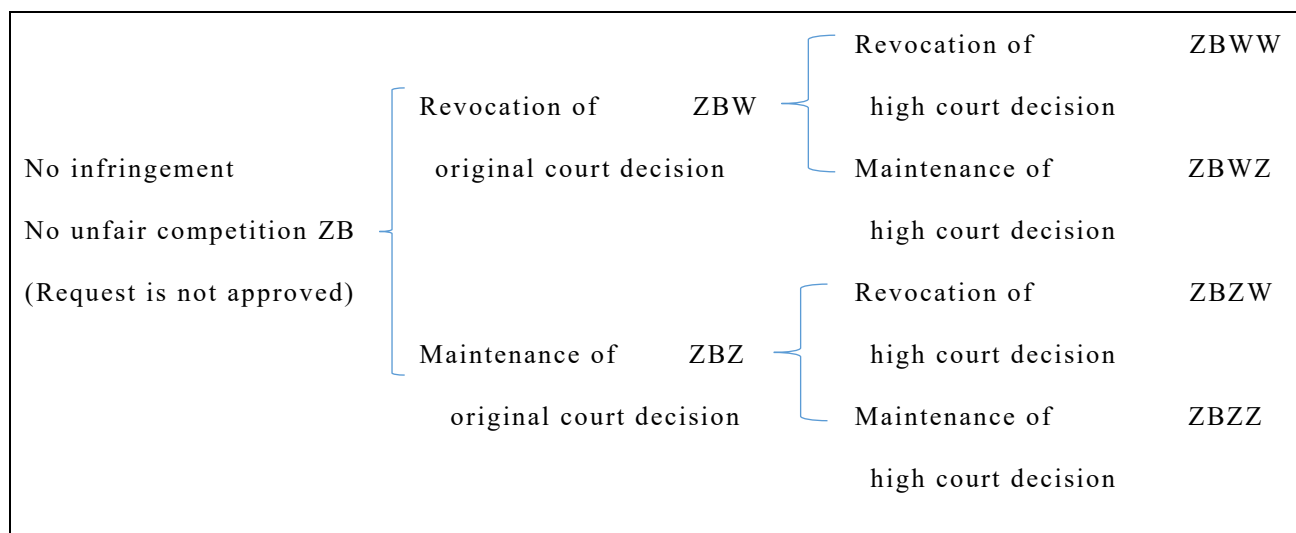 Revocation of ZBWW
Revocation of ZBW high court decision
No infringement original court decision Maintenance of ZBWZ
No unfair competition ZB high court decision
(Request is not approved) Revocation of ZBZW
Maintenance of ZBZ high court decision
original court decision Maintenance of ZBZZ
high court decision